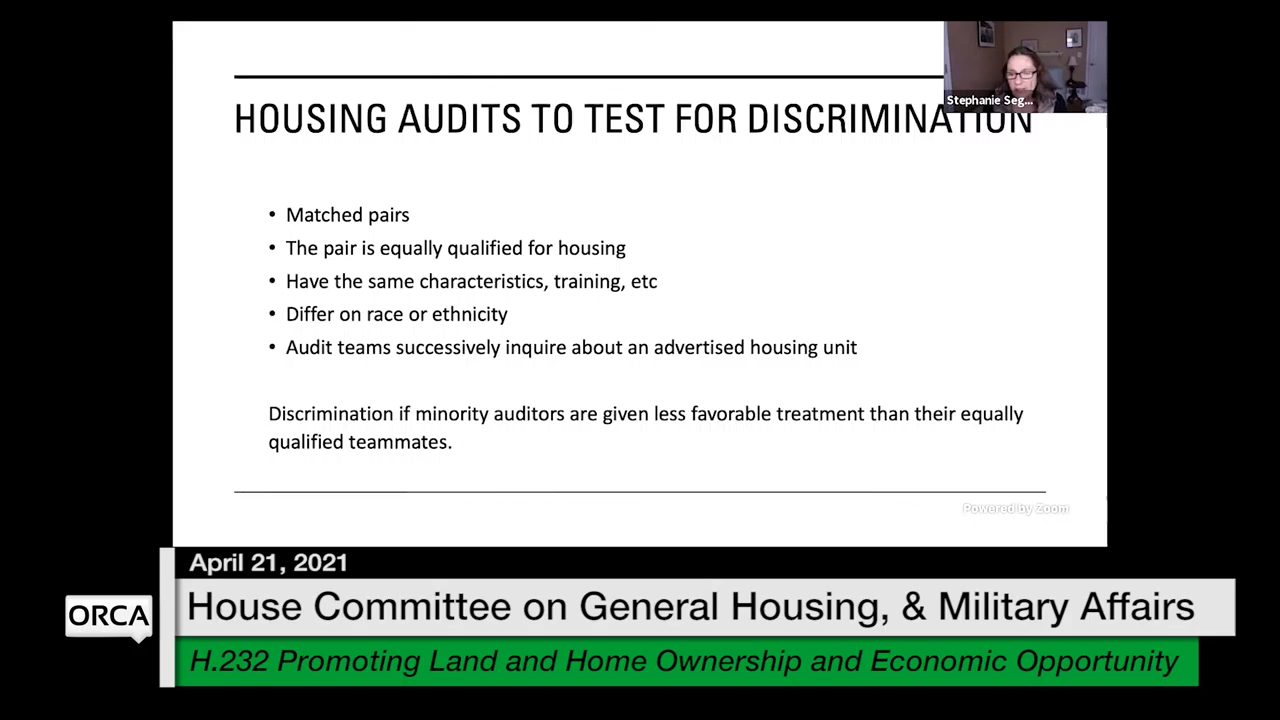 Stephanie Seg...
HOUSING AUDITS TO TEST FOR DISCRIMINATION
• Matched pairs
• The pair is equally qualified for housing
• Have the same characteristics, training, etc
• Differ on race or ethnicity
• Audit teams successively inquire about an advertised housing unit
Discrimination if minority auditors are given less favorable treatment than their equally
qualified teammates.
Powered by Zoom
April 21, 2021
ORCA
House Committee on General Housing, & Military Affairs
H.232 Promoting Land and Home Ownership and Economic Opportunity